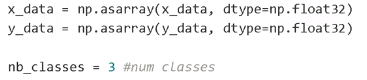 x_data = np.asarray(x_data, dtype=np.float32)
y_data = np.asarray(y_data, dtype=np.float32)
nb_classes = 3 #num classes